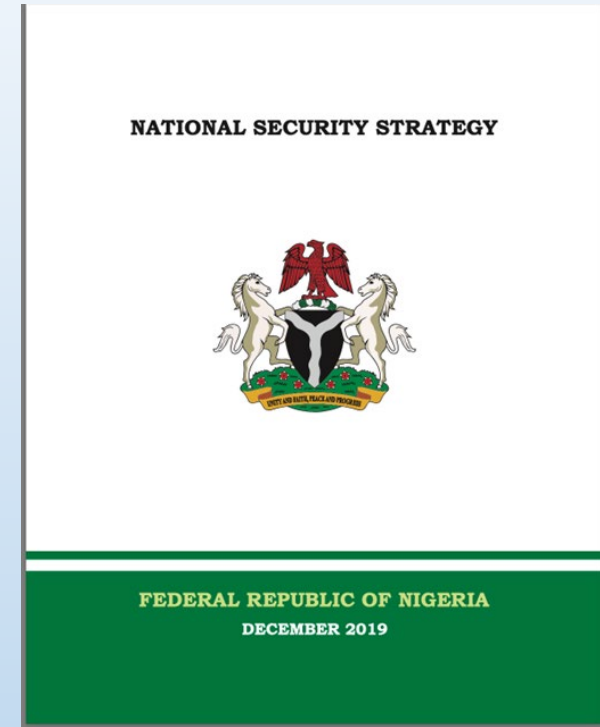 NATIONAL SECURITY STRATEGY
UNITY AND FAITH, PEACE AND PROGRESS
FEDERAL REPUBLIC OF NIGERIA
DECEMBER 2019